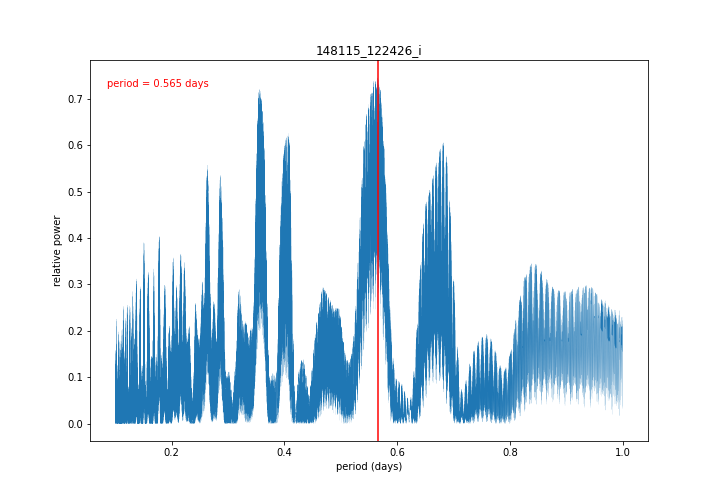 148115_122426_i
period = 0.565 days
relative power
0.7
0.6
0.5
0.4
0.3
0.2
0.1
0.0
0.2 0.4 0.6 0.8 1.0
period (days)